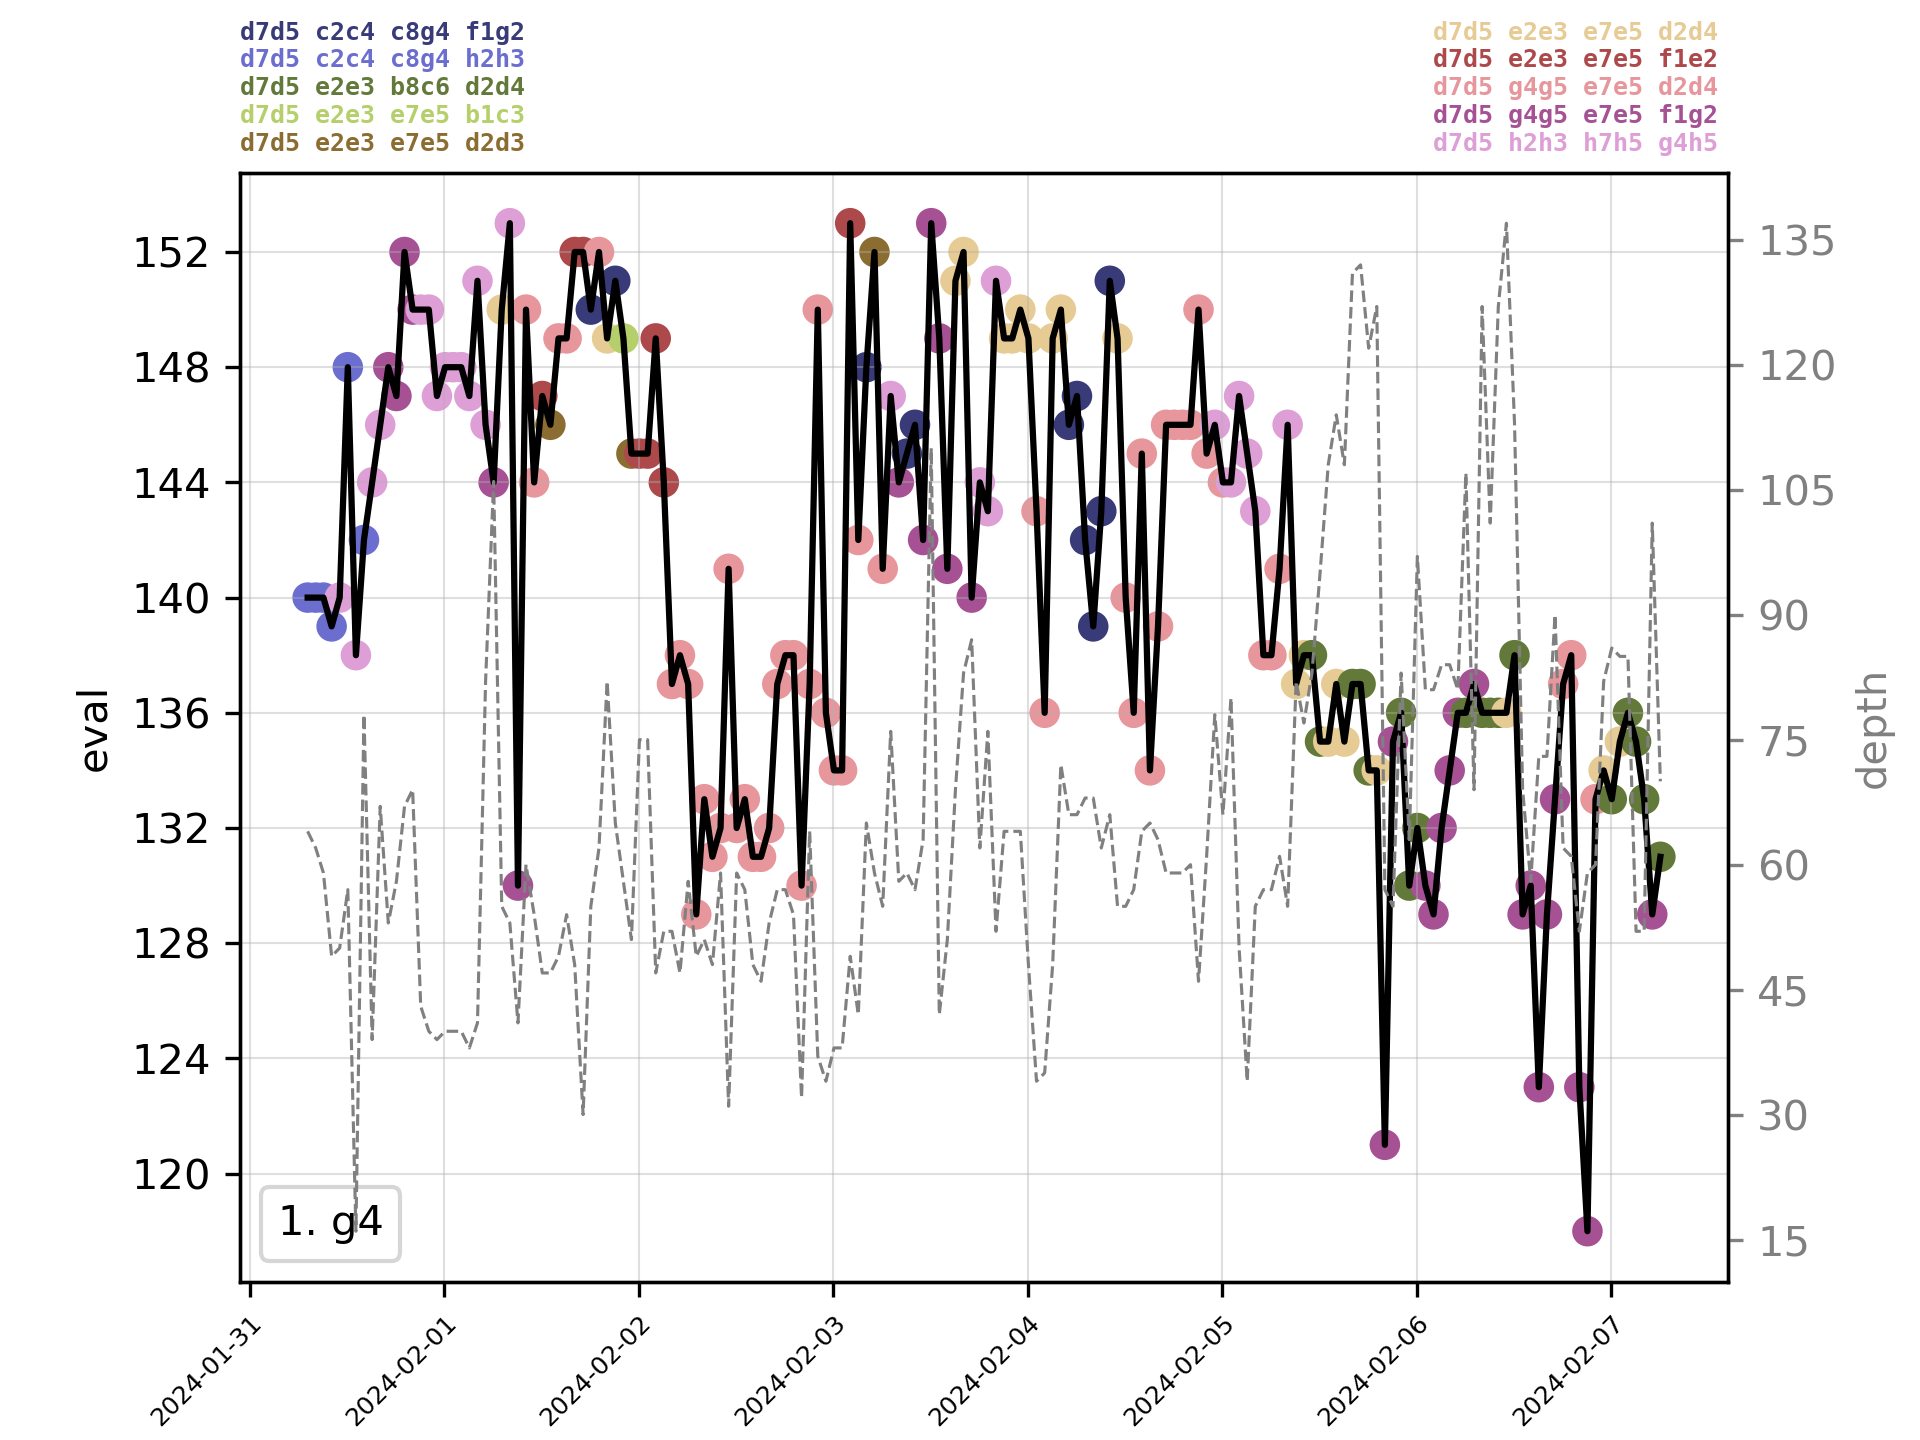 d7d5 c2c4 c8g4 f1g2
d7d5 c2c4 c8g4 h2h3
d7d5 e2e3 b8c6 d2d4
d7d5 e2e3 e7e5 b1c3
d7d5 e2e3 e7e5 d2d3
d7d5 e2e3 e7e5 d2d4
d7d5 e2e3 e7e5 f1e2
d7d5 g4g5 e7e5 d2d4
d7d5 g4g5 e7e5 f1g2
d7d5 h2h3 h7h5 g4h5
152
148
144
140
136
132
128
124
120
eval
135
120
105
90
75
60
45
30
15
depth
1. g4
2024-01-31
2024-02-01
2024-02-02
2024-02-03
2024-02-04
2024-02-05
2024-02-06
2024-02-07